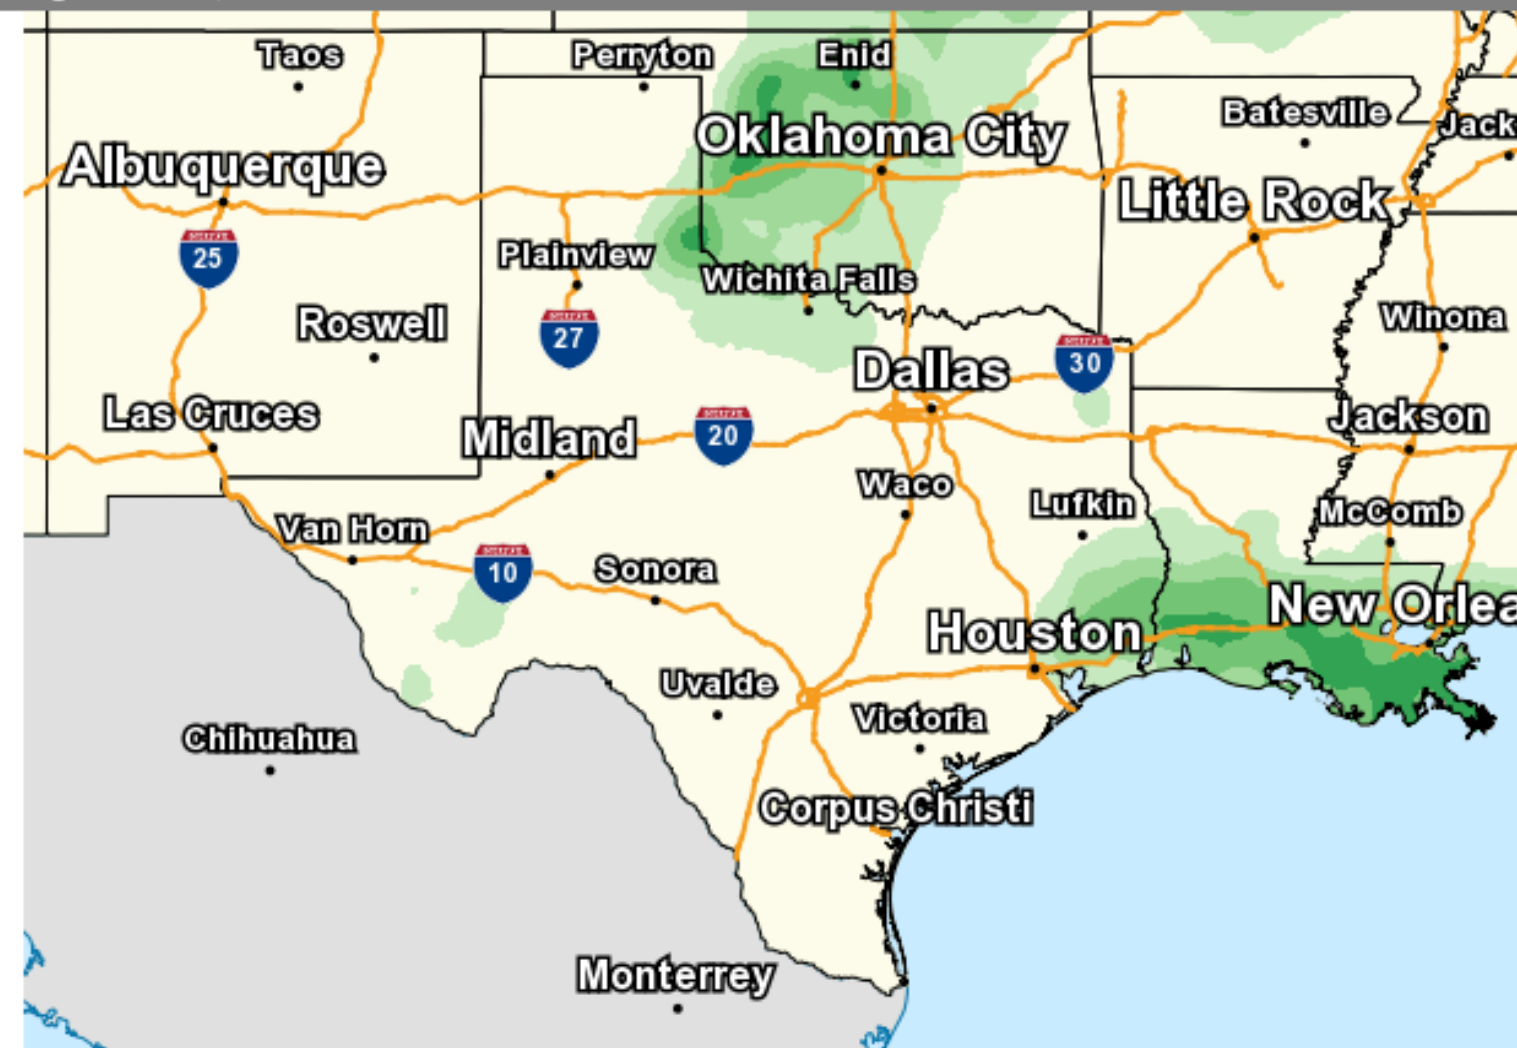 Taos
Perryton
Enid
Batesville
Oklahoma City
Jack
Albuquerque
Little Rock
25
Plainview
Wichita Falls
Roswell
27
Winona
30
Dallas
Las Cruces
Midland
20
Jackson
Waco
Lufkin
McComb
Van Horn
10
Sonora
New Orlea
Houston
Uvalde
Victoria
Chihuahua
Corpus Christi
Monterrey